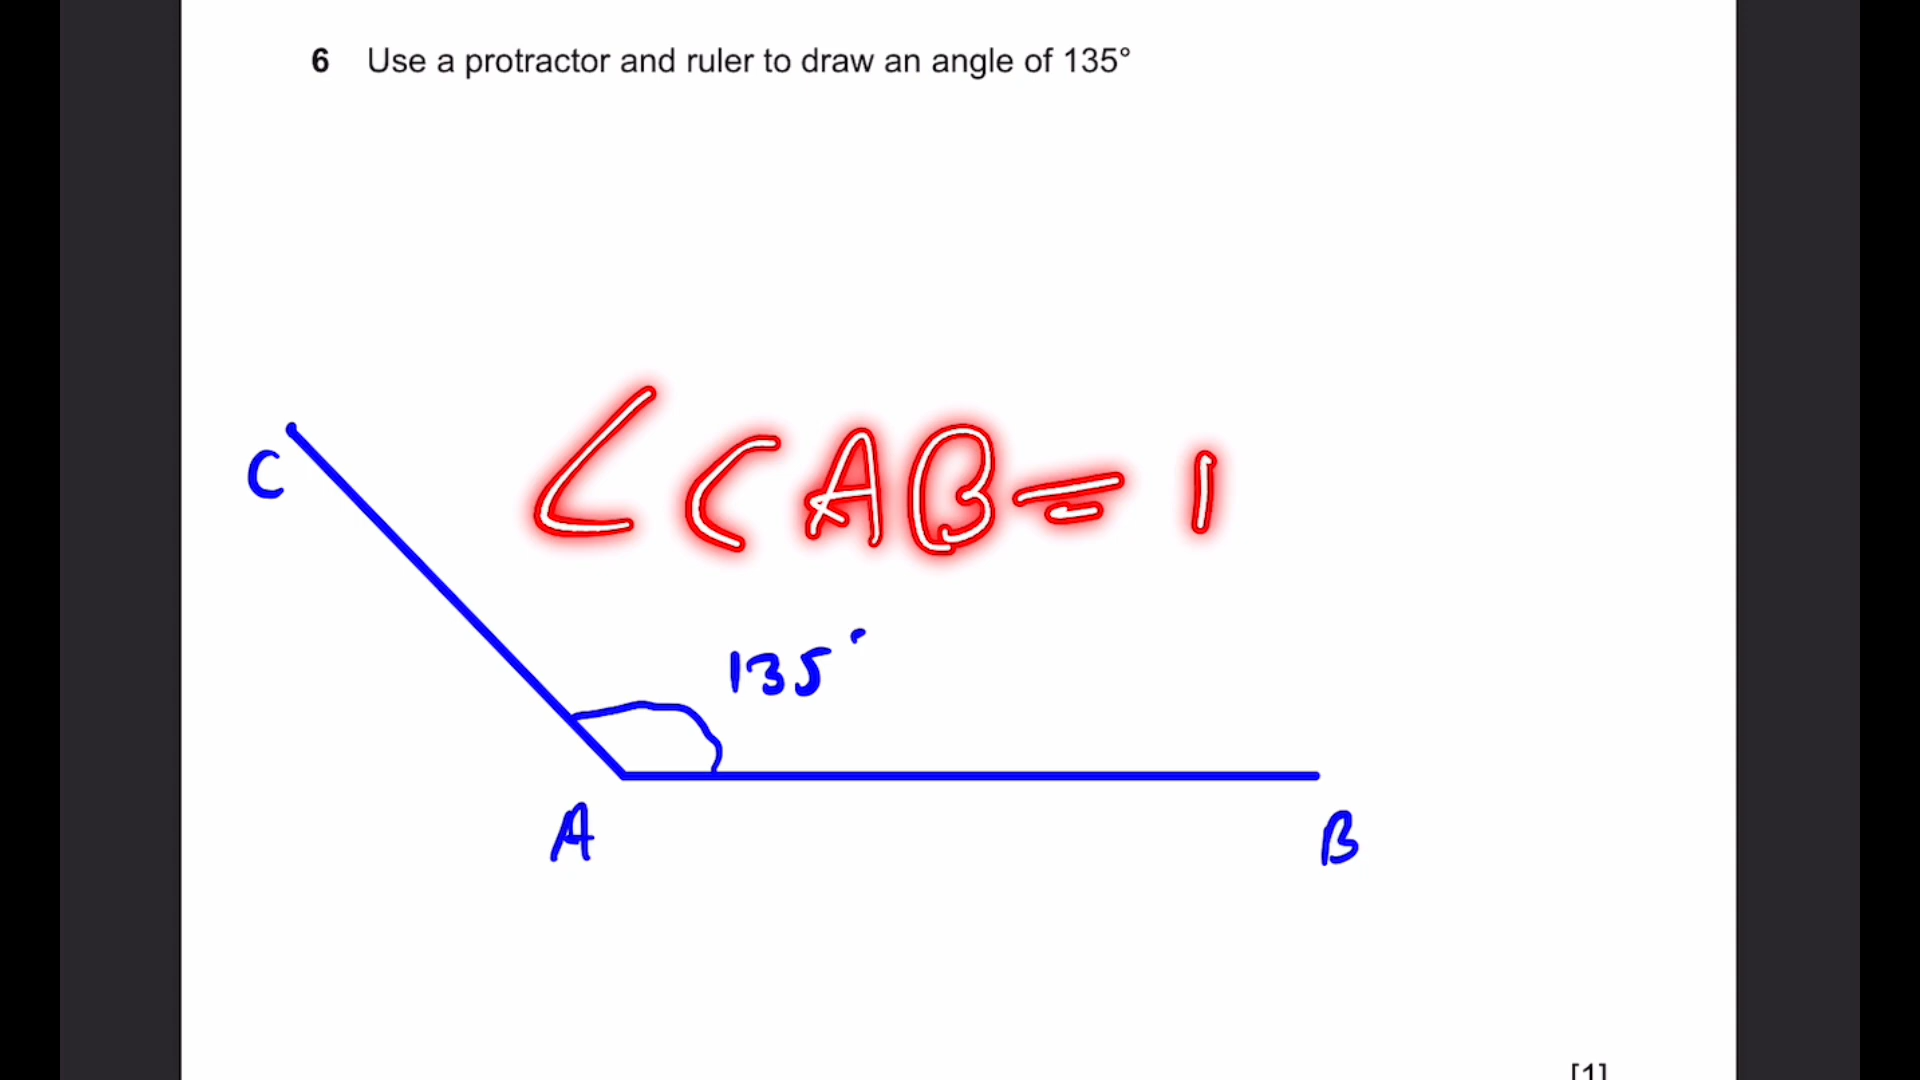 6 Use a protractor and ruler to draw an angle of 135°
C
∠CAB = 1
135°
A
B
[1]